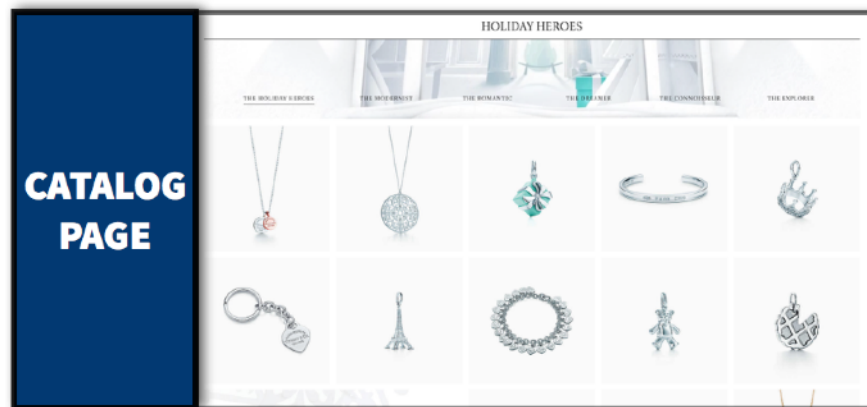 CATALOG
PAGE
HOLIDAY HEROES
THE HOLIDAY HEROES THE MODERNIST THE ROMANTIC THE DREAMER THE CONNOISSEUR THE EXPLORER